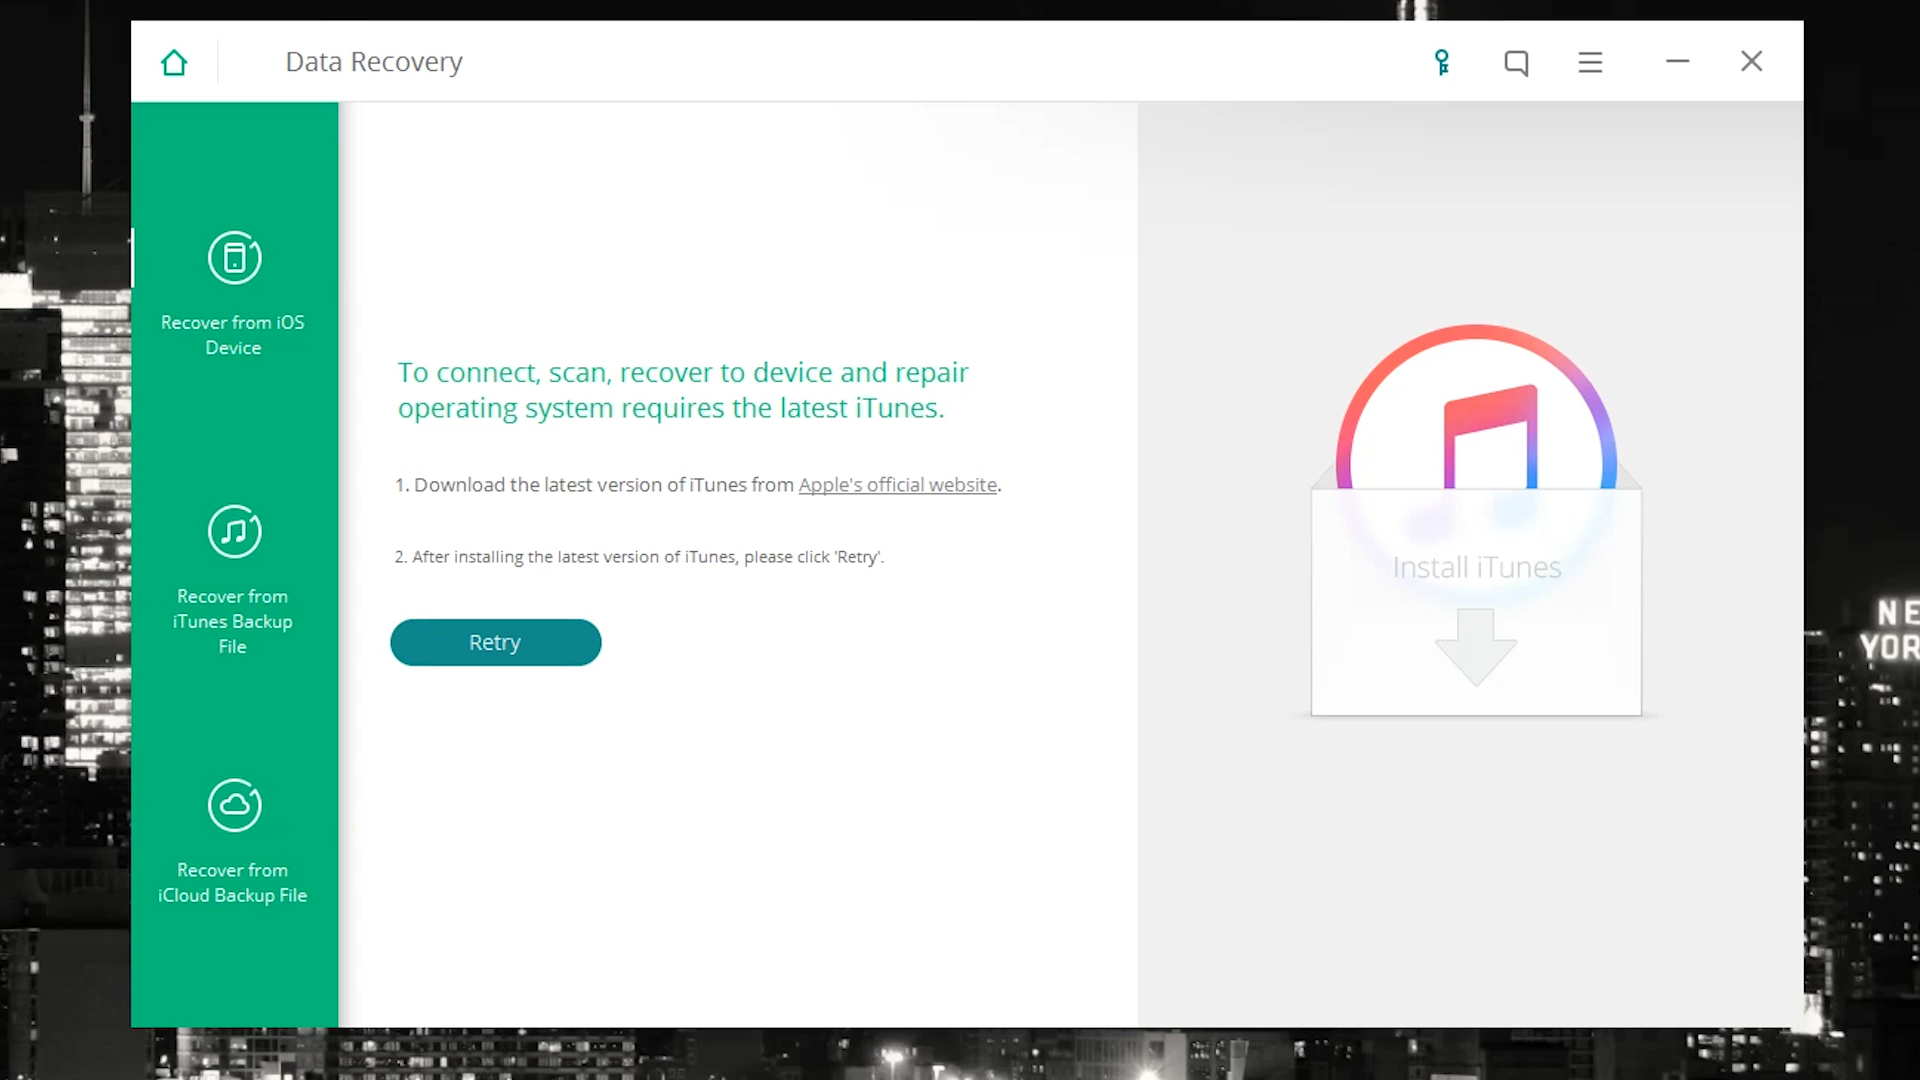 Data Recovery
Recover from iOS
Device
Recover from
iTunes Backup
File
Recover from
iCloud Backup File
To connect, scan, recover to device and repair
operating system requires the latest iTunes.
1. Download the latest version of iTunes from Apple's official website.
2. After installing the latest version of iTunes, please click 'Retry'.
Retry
Install iTunes
NE
YOR